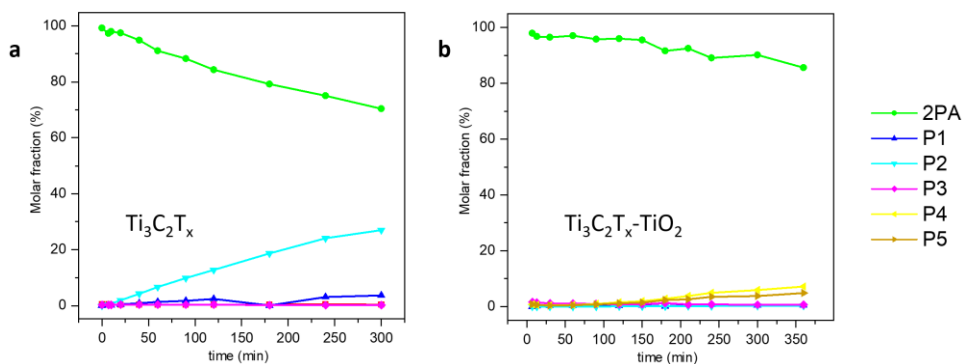 a
100
80
60
40
20
0
Molar fraction (%)
Ti₃C₂Tₓ
0
50
100
150
200
250
300
time (min)
b
100
80
60
40
20
0
Molar fraction (%)
Ti₃C₂Tₓ-TiO₂
0
50
100
150
200
250
300
350
time (min)
2PA
P1
P2
P3
P4
P5